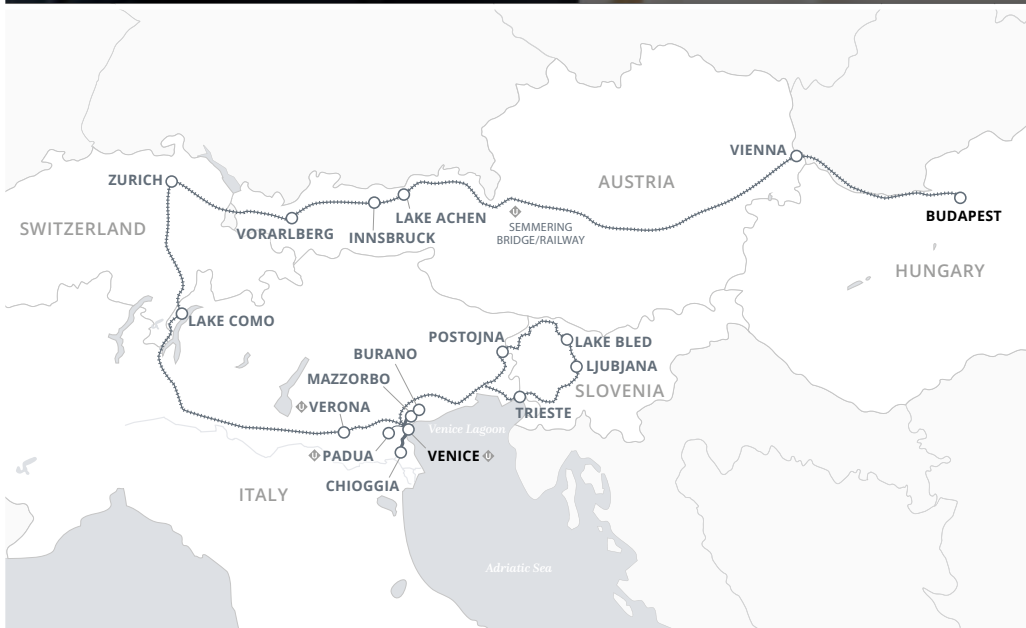 VIENNA
ZURICH
AUSTRIA
LAKE ACHEN
BUDAPEST
SWITZERLAND
VORARLBERG
INNSBRUCK
SEMMERING
BRIDGE/RAILWAY
HUNGARY
LAKE COMO
POSTOJNA
LAKE BLED
BURANO
LJUBJANA
MAZZORBO
SLOVENIA
VERONA
TRIESTE
Venice Lagoon
PADUA
VENICE
CHIOGGIA
ITALY
Adriatic Sea